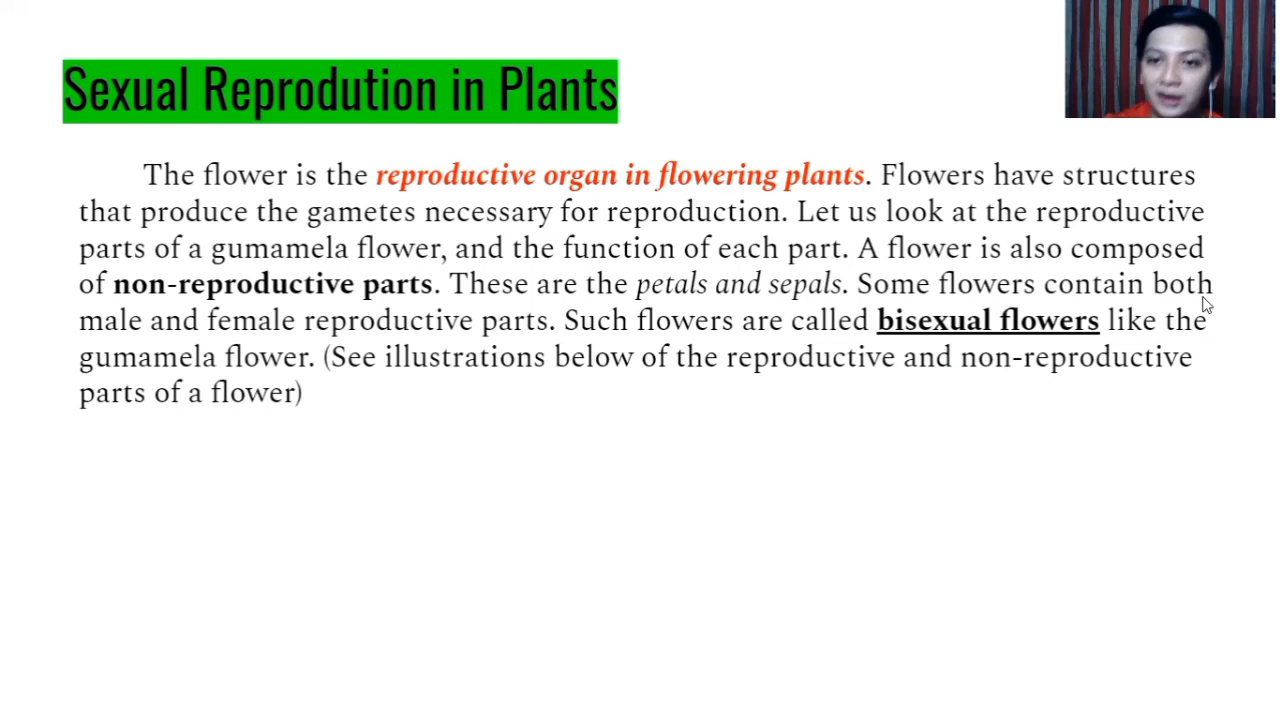 Sexual Reprodution in Plants
The flower is the reproductive organ in flowering plants. Flowers have structures
that produce the gametes necessary for reproduction. Let us look at the reproductive
parts of a gumamela flower, and the function of each part. A flower is also composed
of non-reproductive parts. These are the petals and sepals. Some flowers contain both
male and female reproductive parts. Such flowers are called bisexual flowers like the
gumamela flower. (See illustrations below of the reproductive and non-reproductive
parts of a flower)